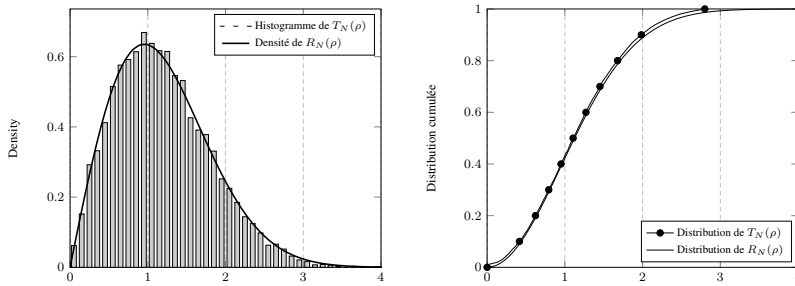 Histogramme de T_N(ρ)
Densité de R_N(ρ)
Density
0.6
0.4
0.2
0
0 1 2 3 4
1
0.8
0.6
0.4
0.2
0
Distribution cumulée
Distribution de T_N(ρ)
Distribution de R_N(ρ)
0 1 2 3 4